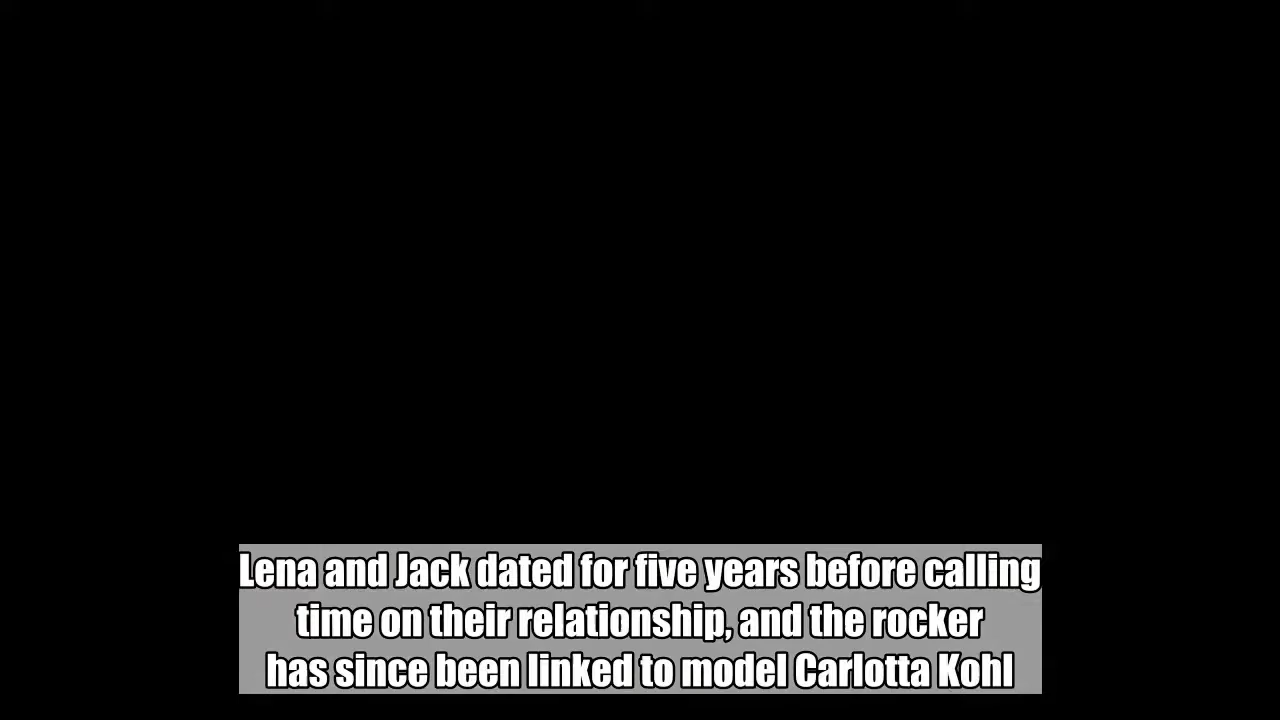 Lena and Jack dated for five years before calling
time on their relationship, and the rocker
has since been linked to model Carlotta Kohl